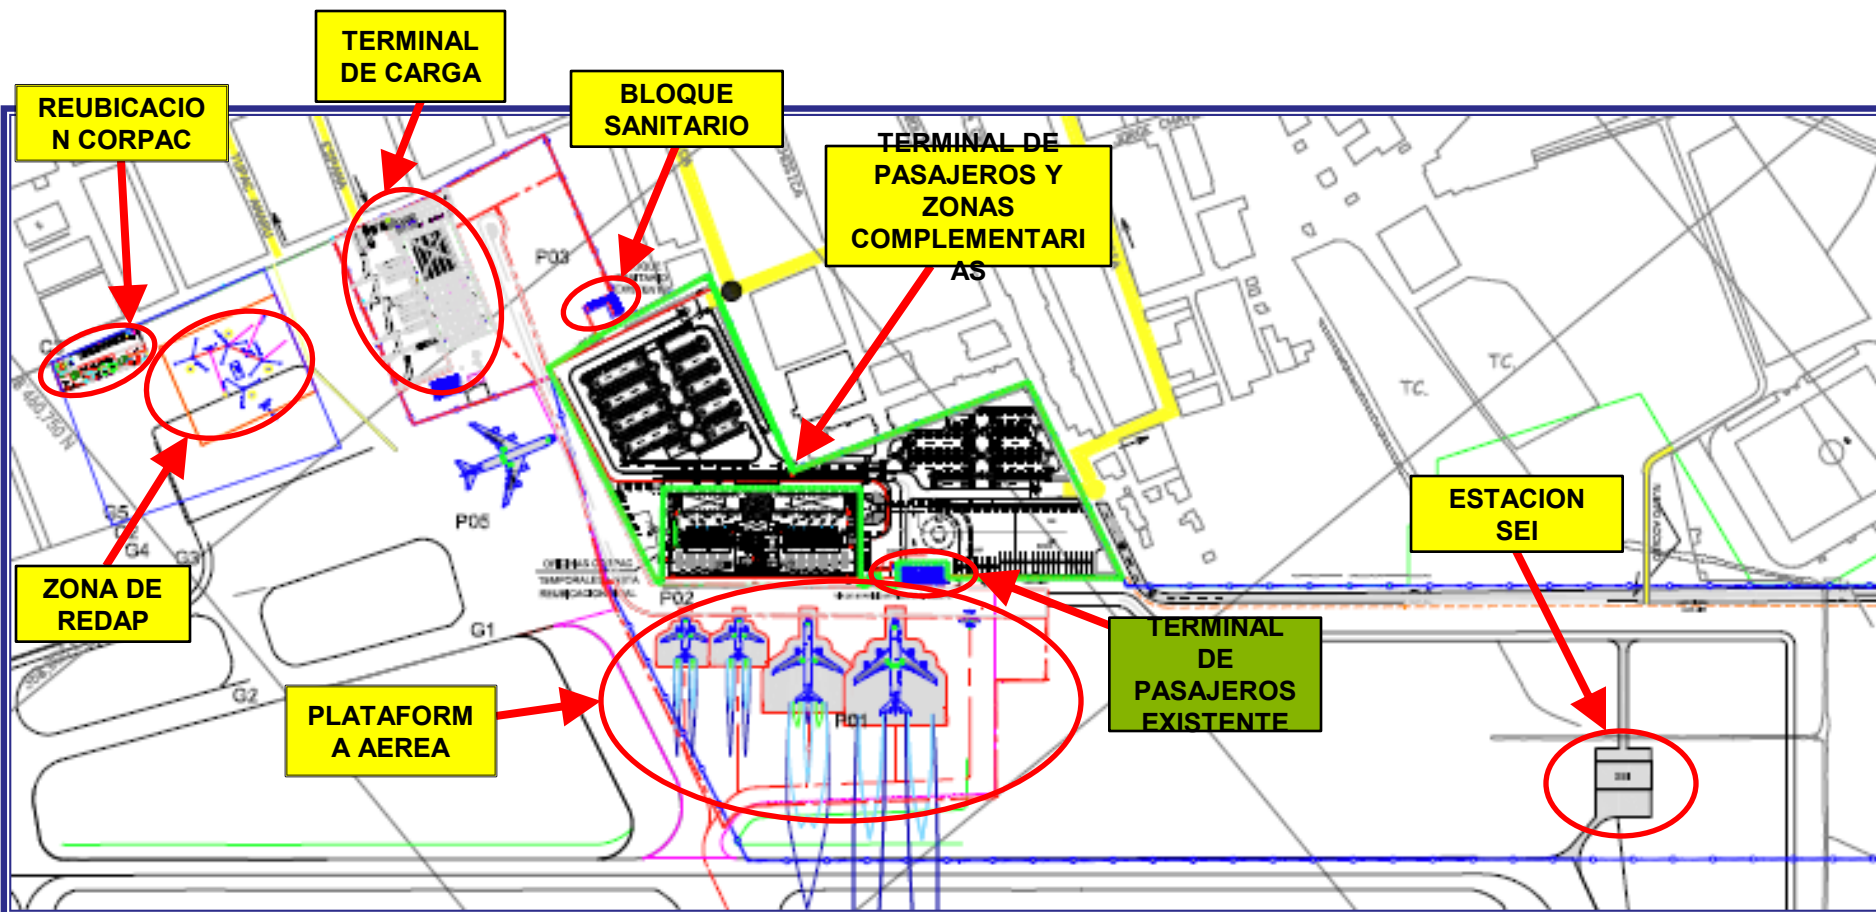 TERMINAL
DE CARGA
REUBICACIO
N CORPAC
BLOQUE
SANITARIO
TERMINAL DE
PASAJEROS Y
ZONAS
COMPLEMENTARI
AS
P03
TC.
TC.
P05
G5
G4
G3
ESTACION
SEI
ZONA DE
REDAP
P02
G1
G2
PLATAFORM
A AEREA
P01
TERMINAL
DE
PASAJEROS
EXISTENTE